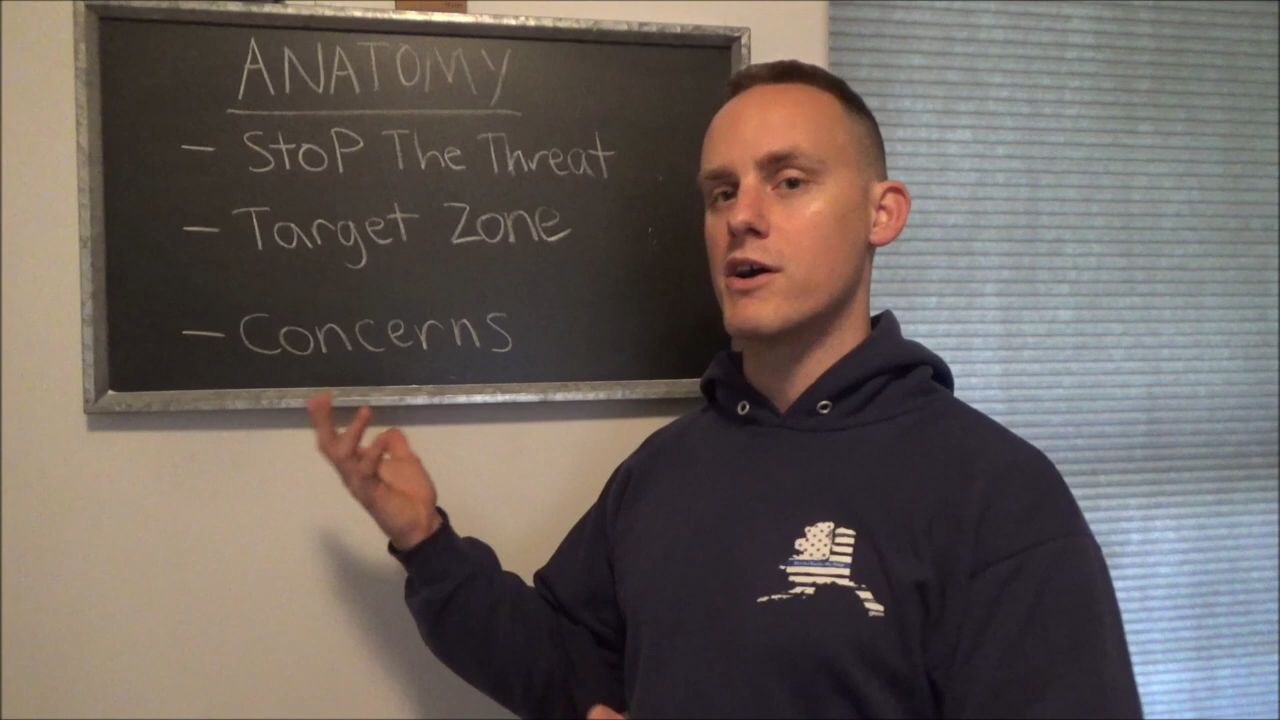 ANATOMY
- Stop The Threat
- Target Zone
- Concerns